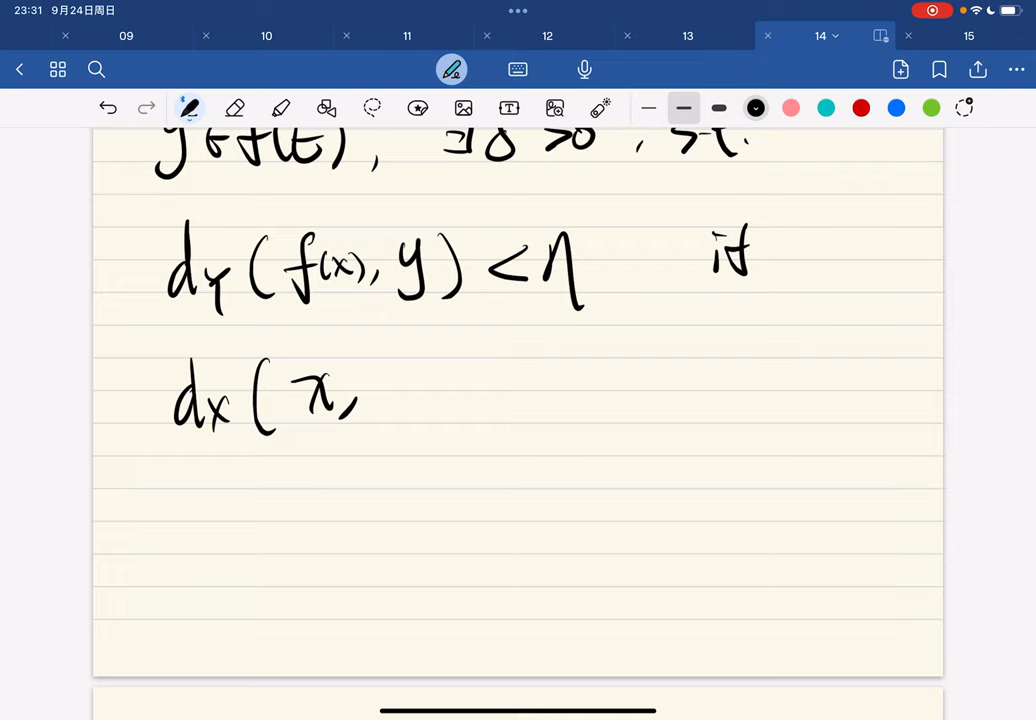 23:31 9月24日周日
09 10 11 12 13 14 15
y ∈ f(E), ∃δ >0, s.t.
d_Y ( f(x), y ) < η if
d_X ( x,